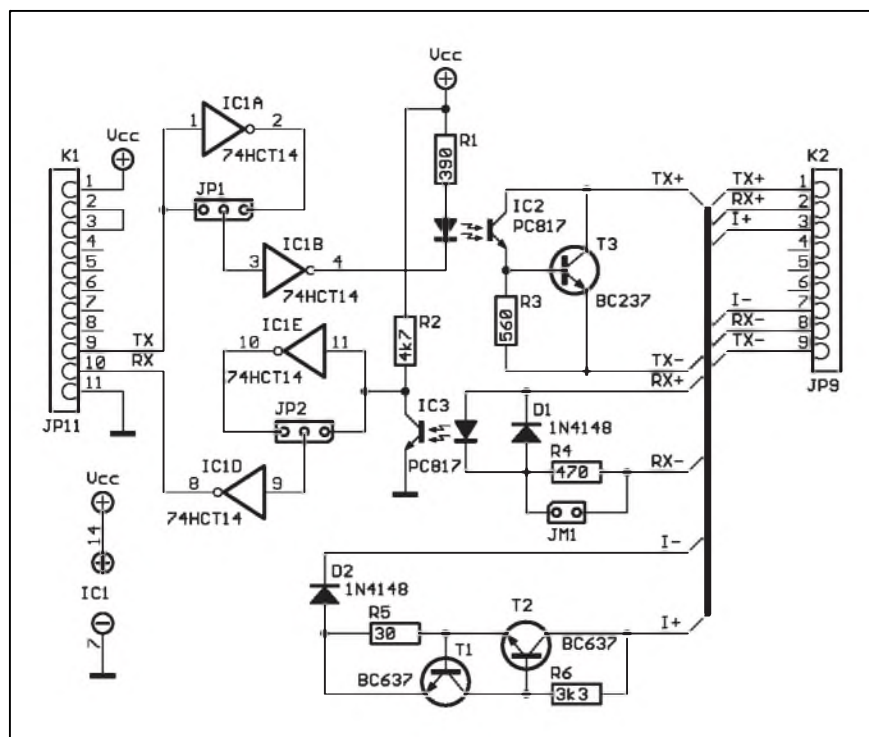 Vcc
IC1A
1 2
74HCT14
R1
390
K1
Vcc
JP1
1
2
3
4
5
6
7
8
9
10
11
TX
RX
JP11
IC1B
3 4
74HCT14
IC2
PC817
TX+
T3
BC237
R3
560
TX-
RX+
K2
TX+
RX+
I+
I-
RX-
TX-
1
2
3
4
5
6
7
8
9
JP9
R2
4k7
IC1E
10 11
74HCT14
JP2
IC3
PC817
D1
1N4148
R4
470
RX-
JM1
IC1D
8 9
74HCT14
Vcc
14
IC1
7
I-
D2
1N4148
R5
30
T2
BC637
I+
T1
BC637
R6
3k3